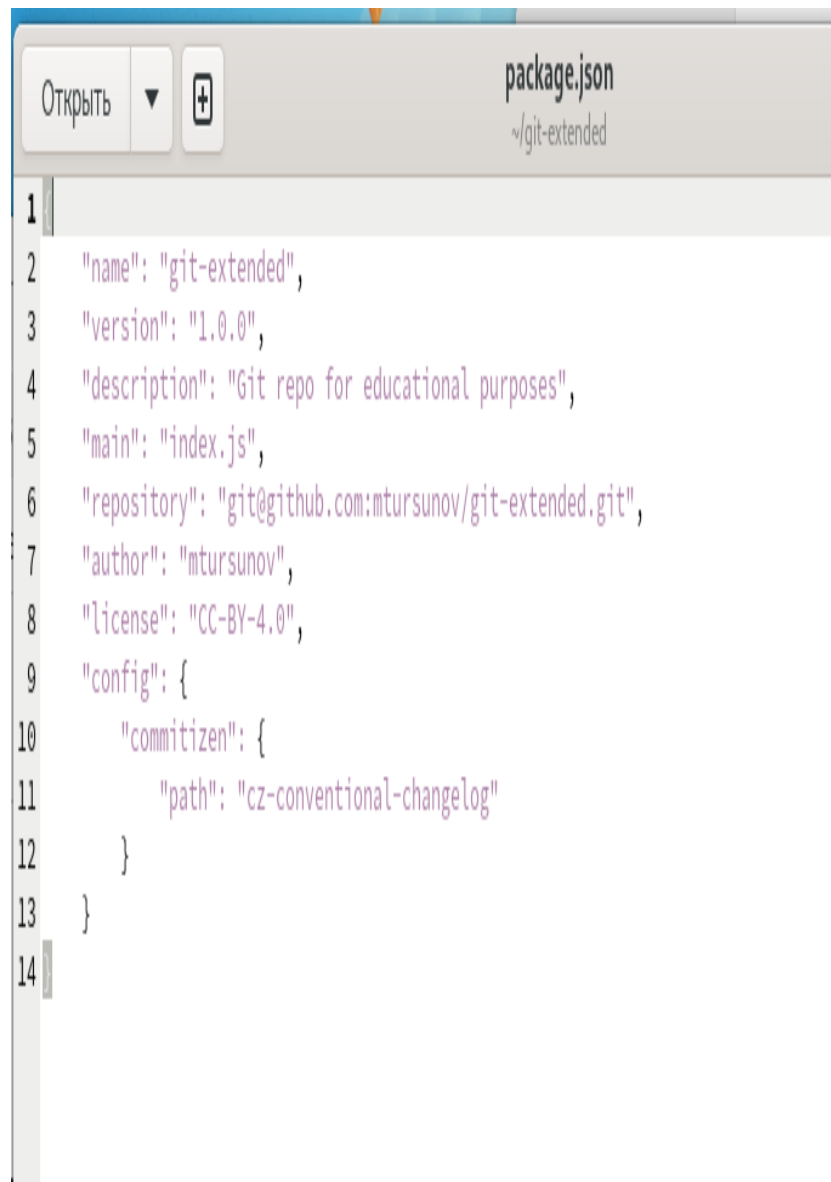 Открыть
package.json
~/git-extended
1 {
2 "name": "git-extended",
3 "version": "1.0.0",
4 "description": "Git repo for educational purposes",
5 "main": "index.js",
6 "repository": "git@github.com:mtursunov/git-extended.git",
7 "author": "mtursunov",
8 "license": "CC-BY-4.0",
9 "config": {
10 "commitizen": {
11 "path": "cz-conventional-changelog"
12 }
13 }
14 }